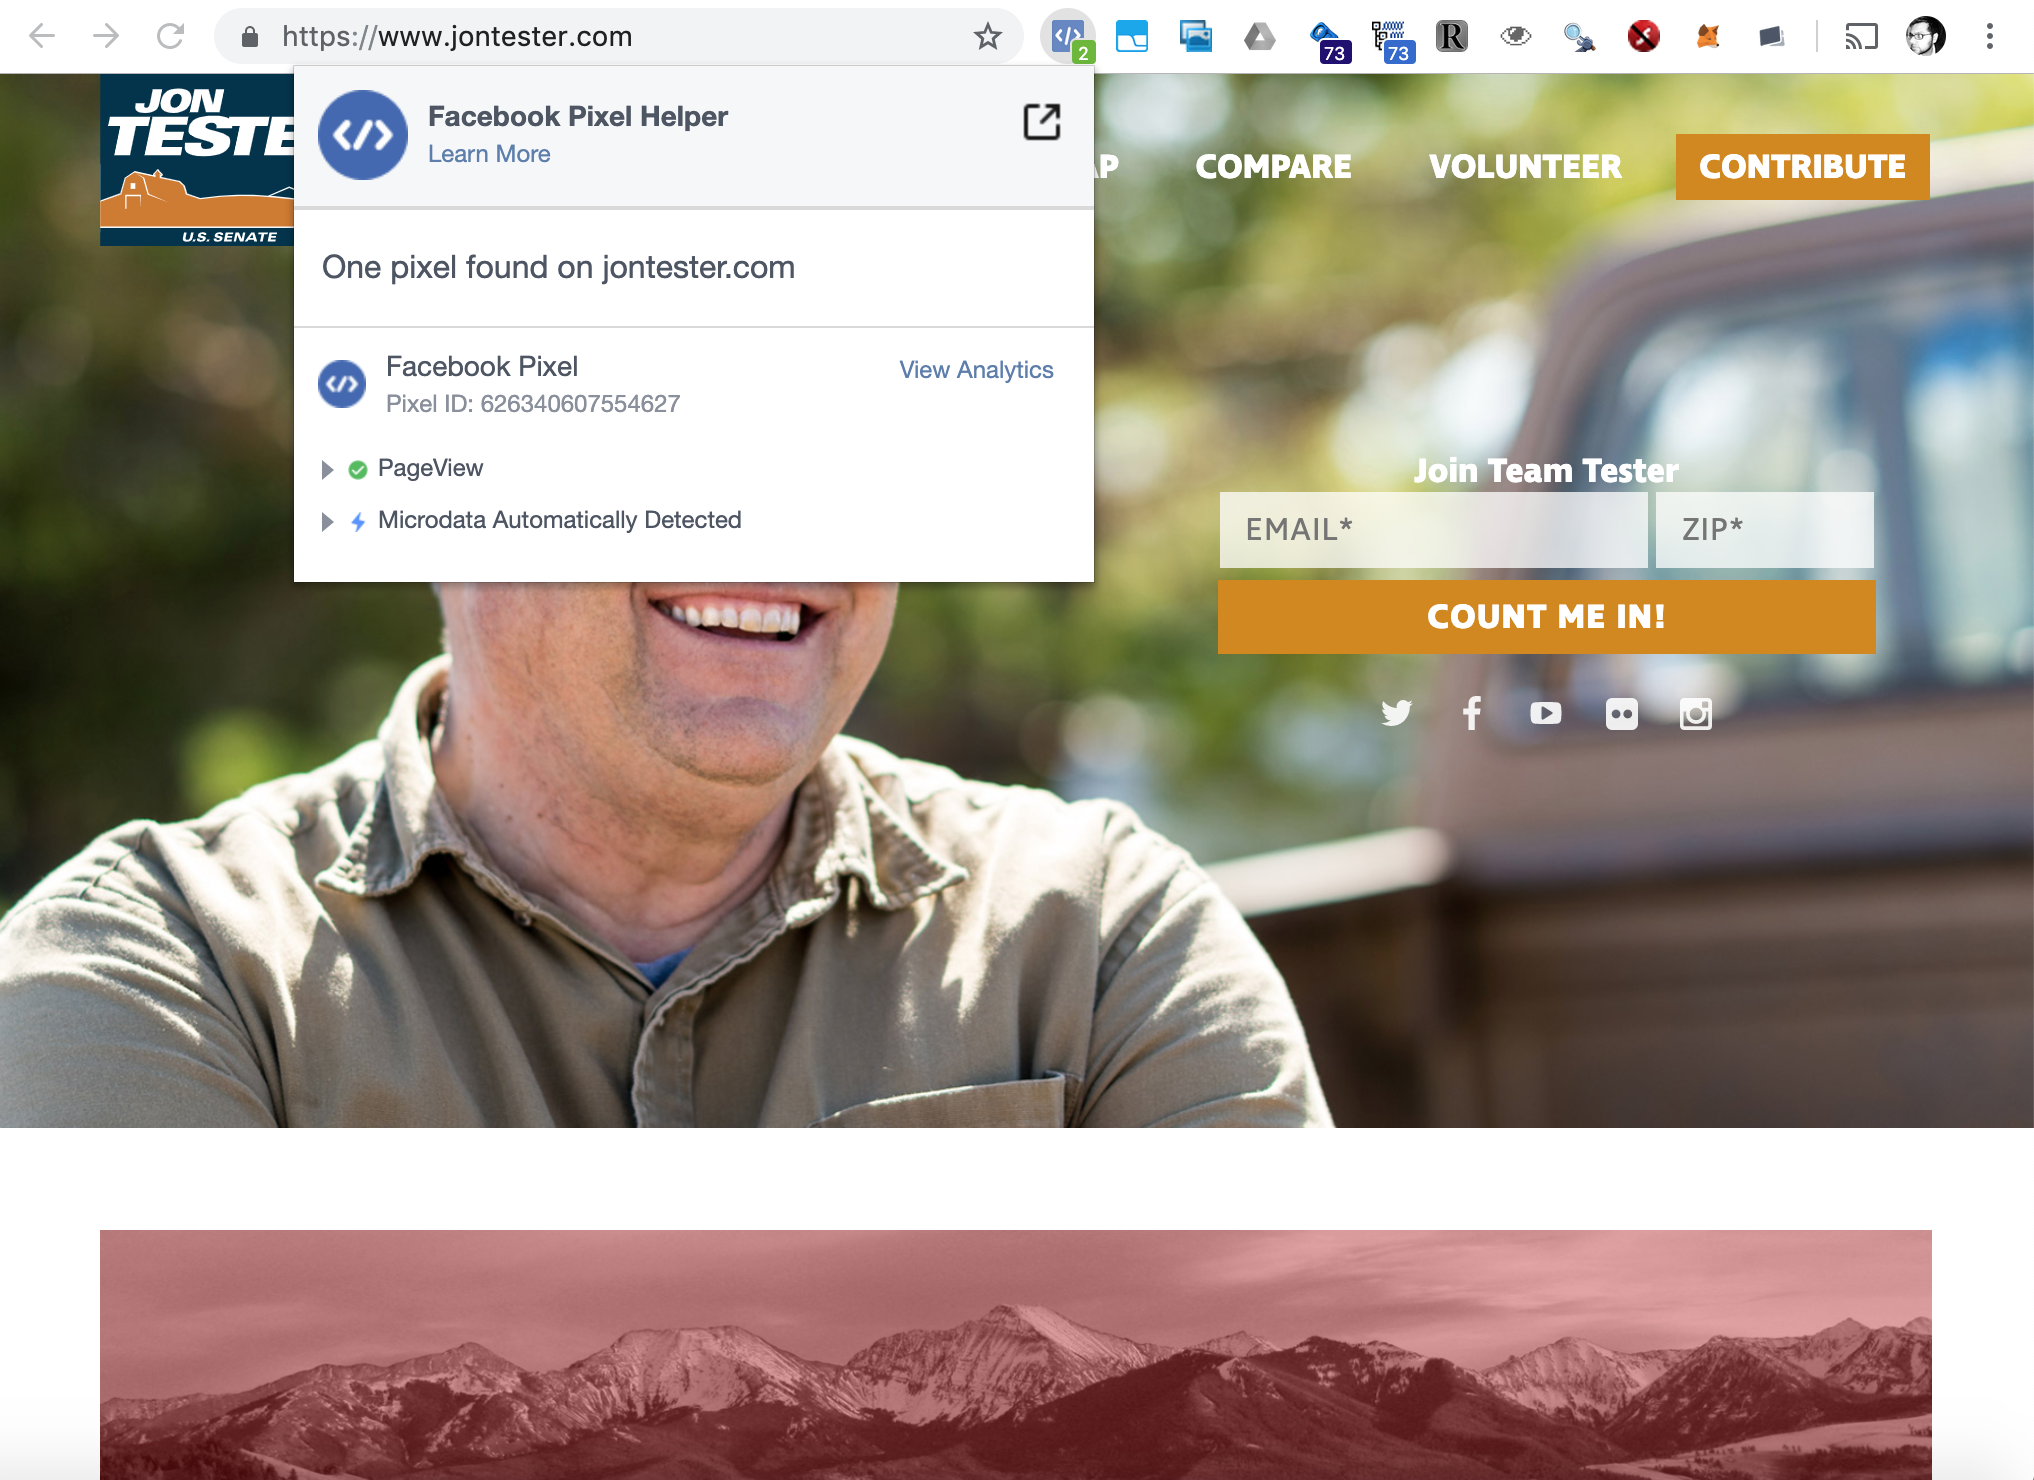 https://www.jontester.com
2
73
73
R
JON
TESTE
U.S. SENATE
Facebook Pixel Helper
Learn More
AP
COMPARE
VOLUNTEER
CONTRIBUTE
One pixel found on jontester.com
Facebook Pixel
View Analytics
Pixel ID: 626340607554627
PageView
Microdata Automatically Detected
Join Team Tester
EMAIL*
ZIP*
COUNT ME IN!